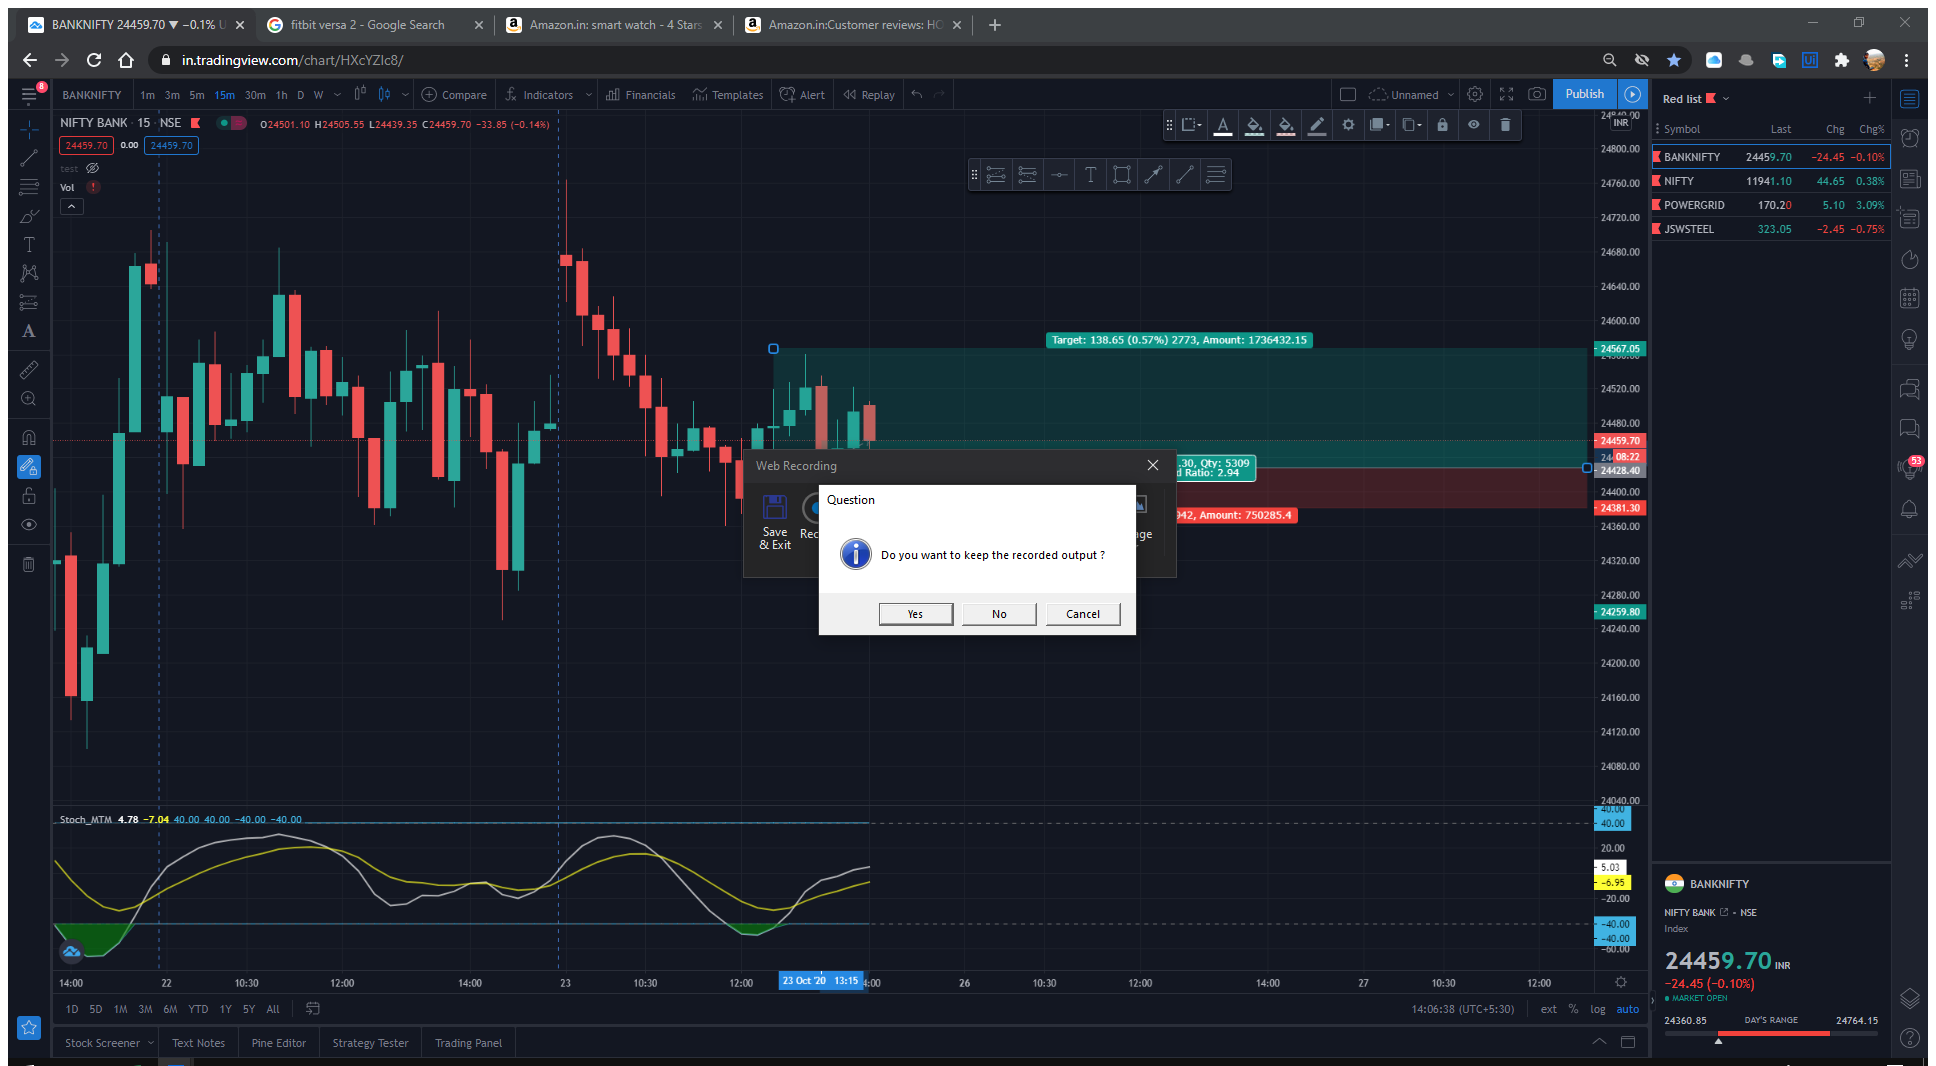 BANKNIFTY 24459.70 ▼ −0.1% U
fitbit versa 2 - Google Search
Amazon.in: smart watch - 4 Stars
Amazon.in:Customer reviews: HO
in.tradingview.com/chart/HXcYZIc8/
8
BANKNIFTY 1m 3m 5m 15m 30m 1h D W Compare Indicators Financials Templates Alert Replay Unnamed Publish
NIFTY BANK · 15 · NSE O24501.10 H24505.55 L24439.35 C24459.70 −33.85 (−0.14%)
24459.70 0.00 24459.70
test
Vol
INR
24800.00
24760.00
24720.00
24680.00
24640.00
24600.00
24567.05
24520.00
24480.00
24459.70
08:22
24428.40
24400.00
24381.30
24360.00
24320.00
24280.00
24259.80
24240.00
24200.00
24160.00
24120.00
24080.00
24040.00
Target: 138.65 (0.57%) 2773, Amount: 1736432.15
.30, Qty: 5309
d Ratio: 2.94
942, Amount: 750285.4
Web Recording
Save
& Exit
Rec
ge
Question
Do you want to keep the recorded output ?
Yes No Cancel
Stoch_MTM 4.78 −7.04 40.00 40.00 −40.00 −40.00
40.00
40.00
20.00
5.03
−6.95
−20.00
−40.00
−40.00
−60.00
14:00 22 10:30 12:00 14:00 23 10:30 12:00 23 Oct '20 13:15 4:00 26 10:30 12:00 14:00 27 10:30 12:00
1D 5D 1M 3M 6M YTD 1Y 5Y All
14:06:38 (UTC+5:30) ext % log auto
Stock Screener Text Notes Pine Editor Strategy Tester Trading Panel
Red list
Symbol Last Chg Chg%
BANKNIFTY 24459.70 −24.45 −0.10%
NIFTY 11941.10 44.65 0.38%
POWERGRID 170.20 5.10 3.09%
JSWSTEEL 323.05 −2.45 −0.75%
53
Ui
BANKNIFTY
NIFTY BANK - NSE
Index
24459.70 INR
−24.45 (−0.10%)
MARKET OPEN
24360.85 DAY'S RANGE 24764.15